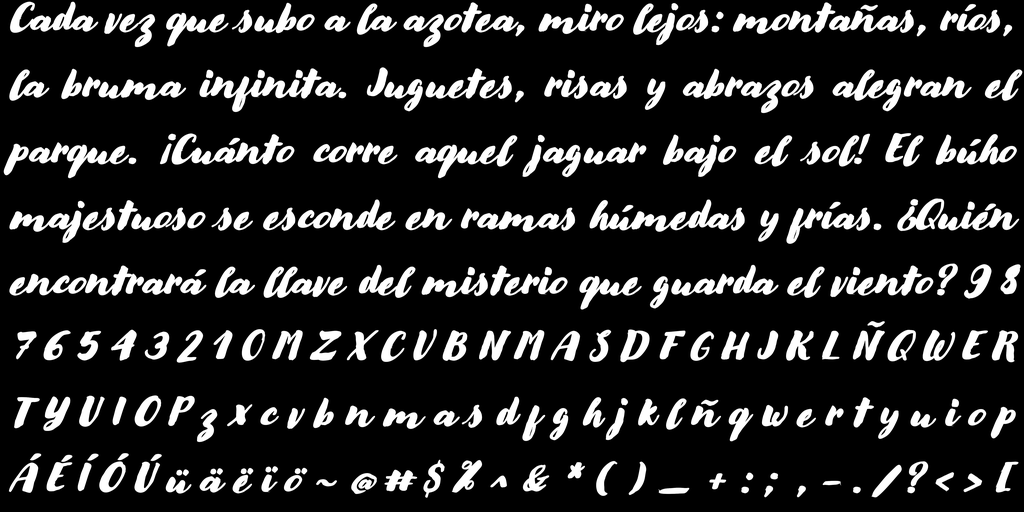 Cada vez que subo a la azotea, miro lejos: montañas, ríos,
la bruma infinita. Juguetes, risas y abrazos alegran el
parque. ¡Cuánto corre aquel jaguar bajo el sol! El búho
majestuoso se esconde en ramas húmedas y frías. ¿Quién
encontrará la llave del misterio que guarda el viento? 9 8
7 6 5 4 3 2 1 0 M Z X C V B N M A S D F G H J K L Ñ Q W E R
T Y U I O P z x c v b n m a s d f g h j k l ñ q w e r t y u i o p
Á É Í Ó Ú ü ä ë ï ö ~ @ # $ % ^ & * ( ) _ + : ; , - . / ? < > [